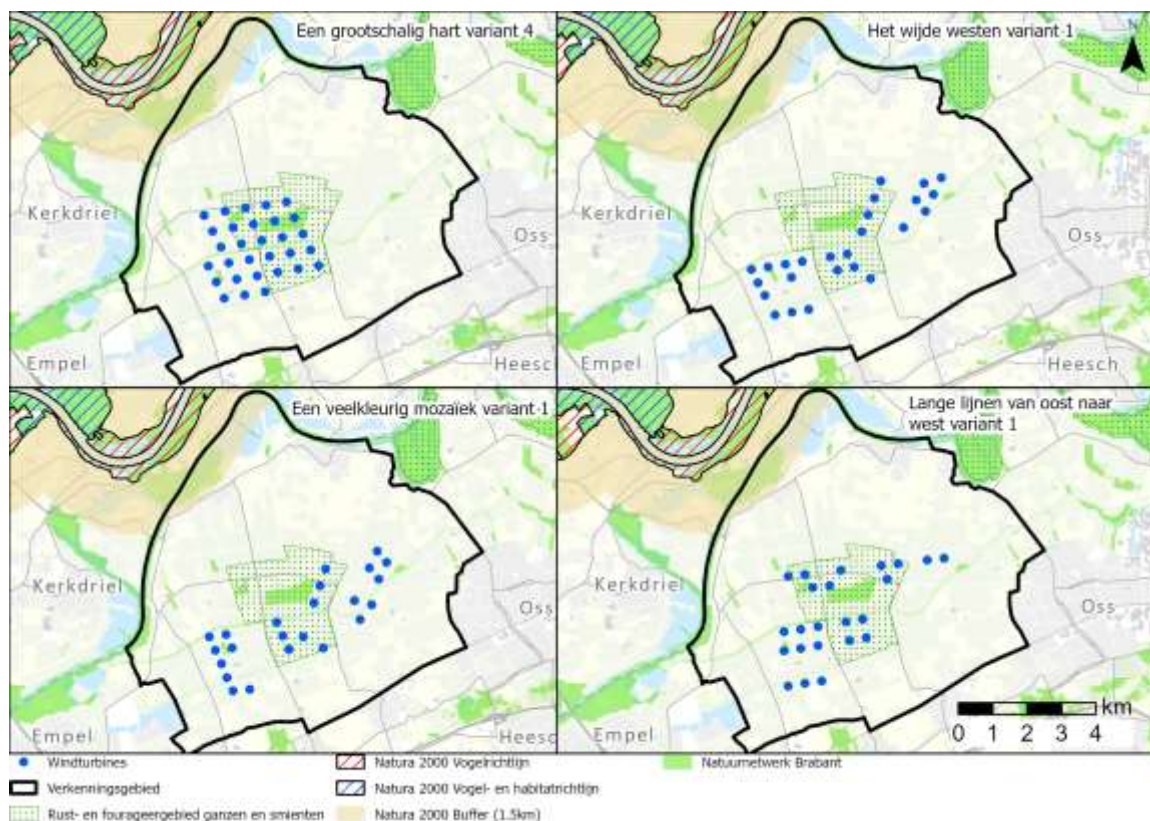 Een grootschalig hart variant 4
Kerkdriel
Oss
Empel
Heesch
Het wijde westen variant 1
N
Kerkdriel
Oss
Empel
Heesch
Een veelkleurig mozaïek variant 1
Kerkdriel
Oss
Empel
Heesc
Lange lijnen van oost naar
west variant 1
Kerkdriel
Oss
Empel
km
0 1 2 3 4
Windturbines
Verkenningsgebied
Rust- en fourageergebied ganzen en smienten
Natura 2000 Vogelrichtlijn
Natura 2000 Vogel- en habitatrichtlijn
Natura 2000 Buffer (1.5km)
Natuurnetwerk Brabant